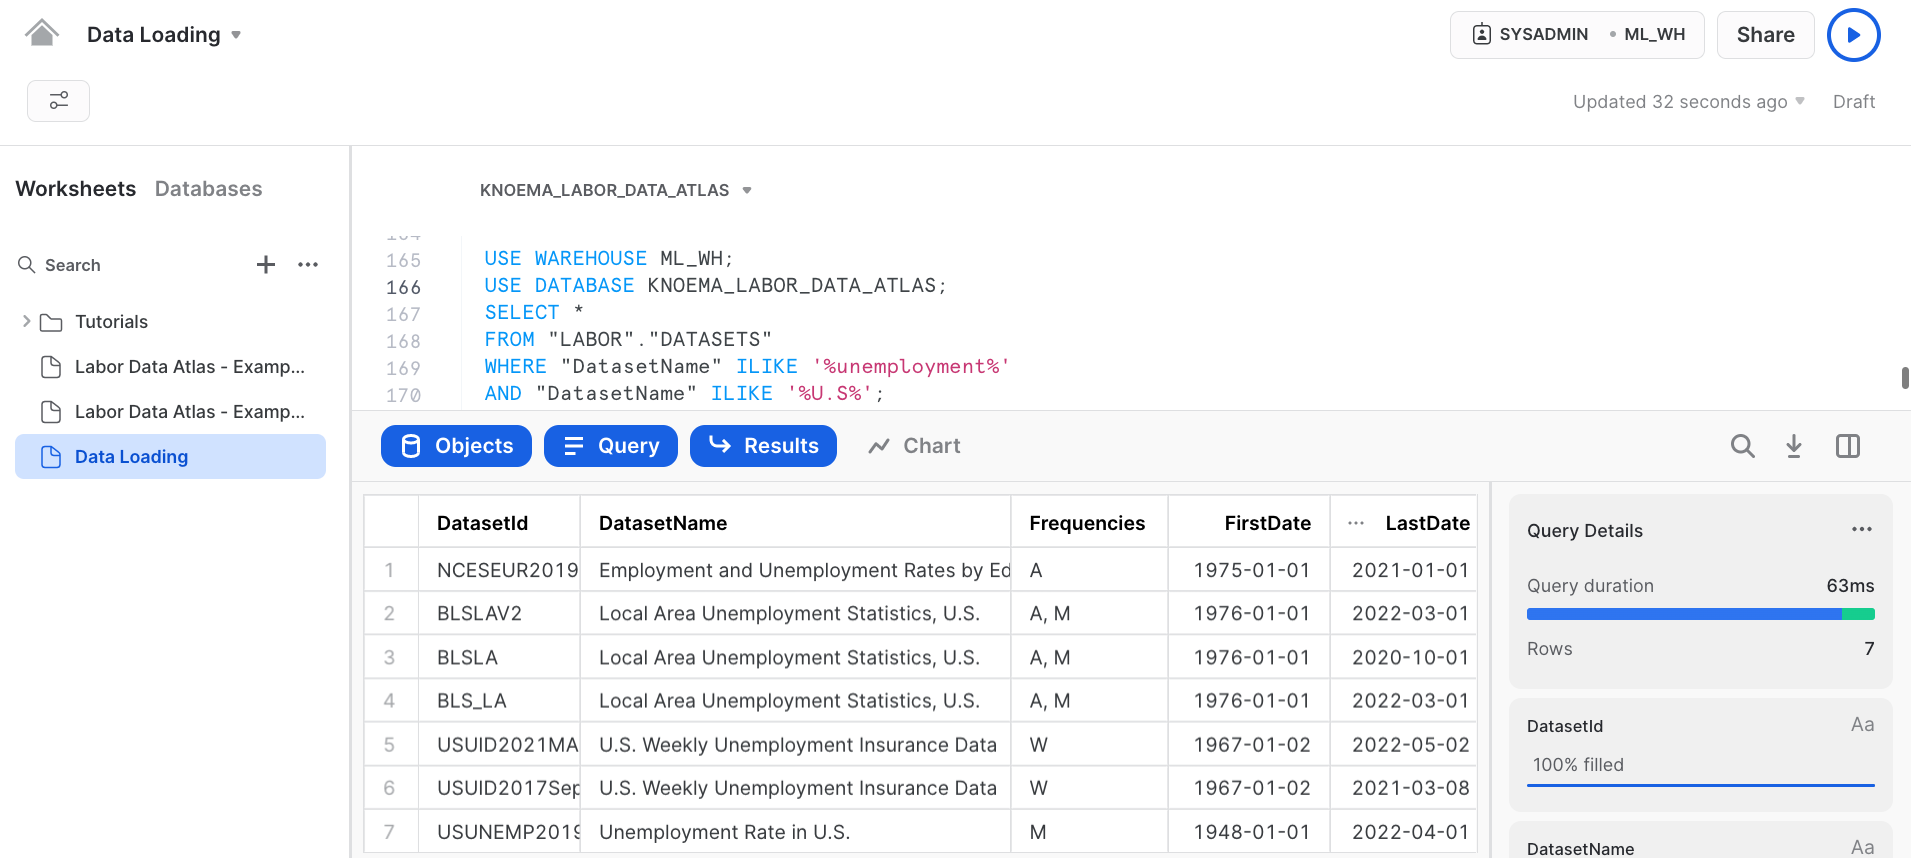 Data Loading
SYSADMIN • ML_WH
Share
Updated 32 seconds ago
Draft
Worksheets Databases
Search
Tutorials
Labor Data Atlas - Examp...
Labor Data Atlas - Examp...
Data Loading
KNOEMA_LABOR_DATA_ATLAS
164
165 USE WAREHOUSE ML_WH;
166 USE DATABASE KNOEMA_LABOR_DATA_ATLAS;
167 SELECT *
168 FROM "LABOR"."DATASETS"
169 WHERE "DatasetName" ILIKE '%unemployment%'
170 AND "DatasetName" ILIKE '%U.S%';
Objects Query Results Chart
DatasetId DatasetName Frequencies FirstDate ... LastDate
1 NCESEUR2019 Employment and Unemployment Rates by Ed A 1975-01-01 2021-01-01
2 BLSLAV2 Local Area Unemployment Statistics, U.S. A, M 1976-01-01 2022-03-01
3 BLSLA Local Area Unemployment Statistics, U.S. A, M 1976-01-01 2020-10-01
4 BLS_LA Local Area Unemployment Statistics, U.S. A, M 1976-01-01 2022-03-01
5 USUID2021MA U.S. Weekly Unemployment Insurance Data W 1967-01-02 2022-05-02
6 USUID2017Sep U.S. Weekly Unemployment Insurance Data W 1967-01-02 2021-03-08
7 USUNEMP2019 Unemployment Rate in U.S. M 1948-01-01 2022-04-01
Query Details
Query duration 63ms
Rows 7
DatasetId Aa
100% filled
DatasetName Aa